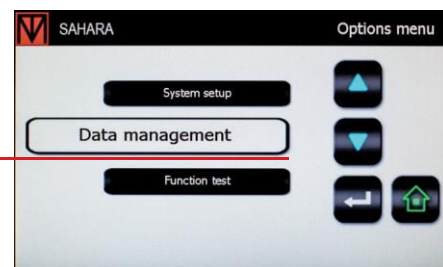 SAHARA
Options menu
System setup
Data management
Function test